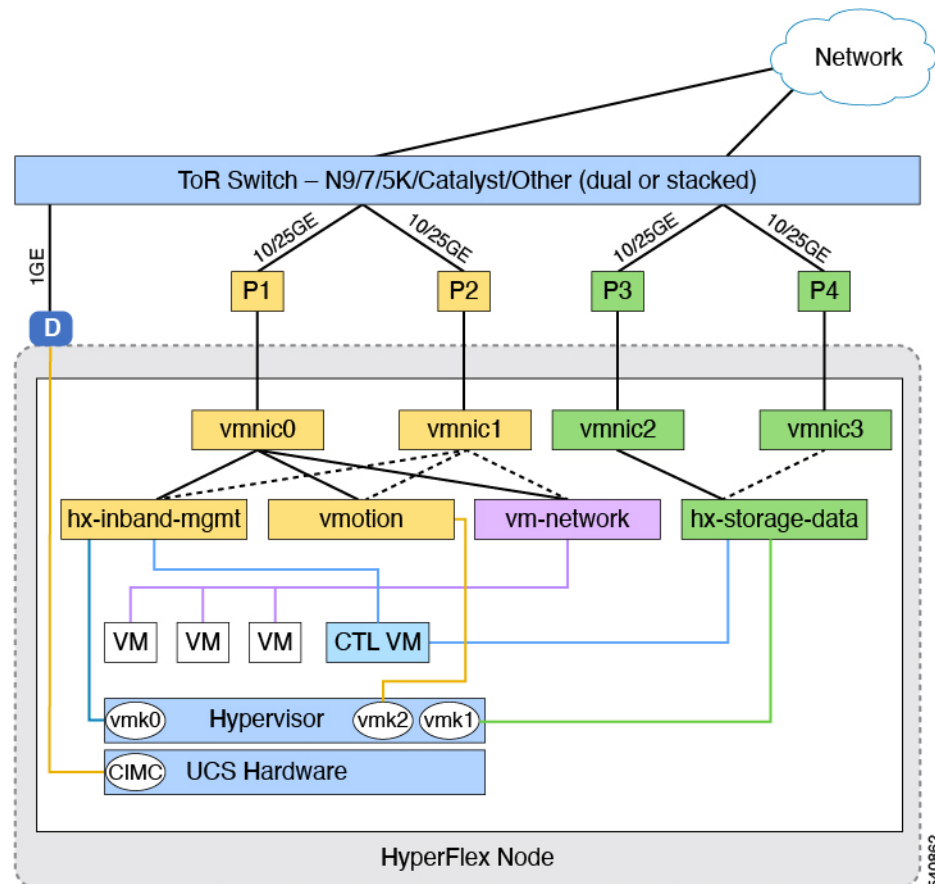 Network
ToR Switch – N9/7/5K/Catalyst/Other (dual or stacked)
1GE
10/25GE
10/25GE
10/25GE
10/25GE
P1
P2
P3
P4
D
vmnic0
vmnic1
vmnic2
vmnic3
hx-inband-mgmt
vmotion
vm-network
hx-storage-data
VM
VM
VM
CTL VM
vmk0
Hypervisor
vmk2
vmk1
CIMC
UCS Hardware
HyperFlex Node